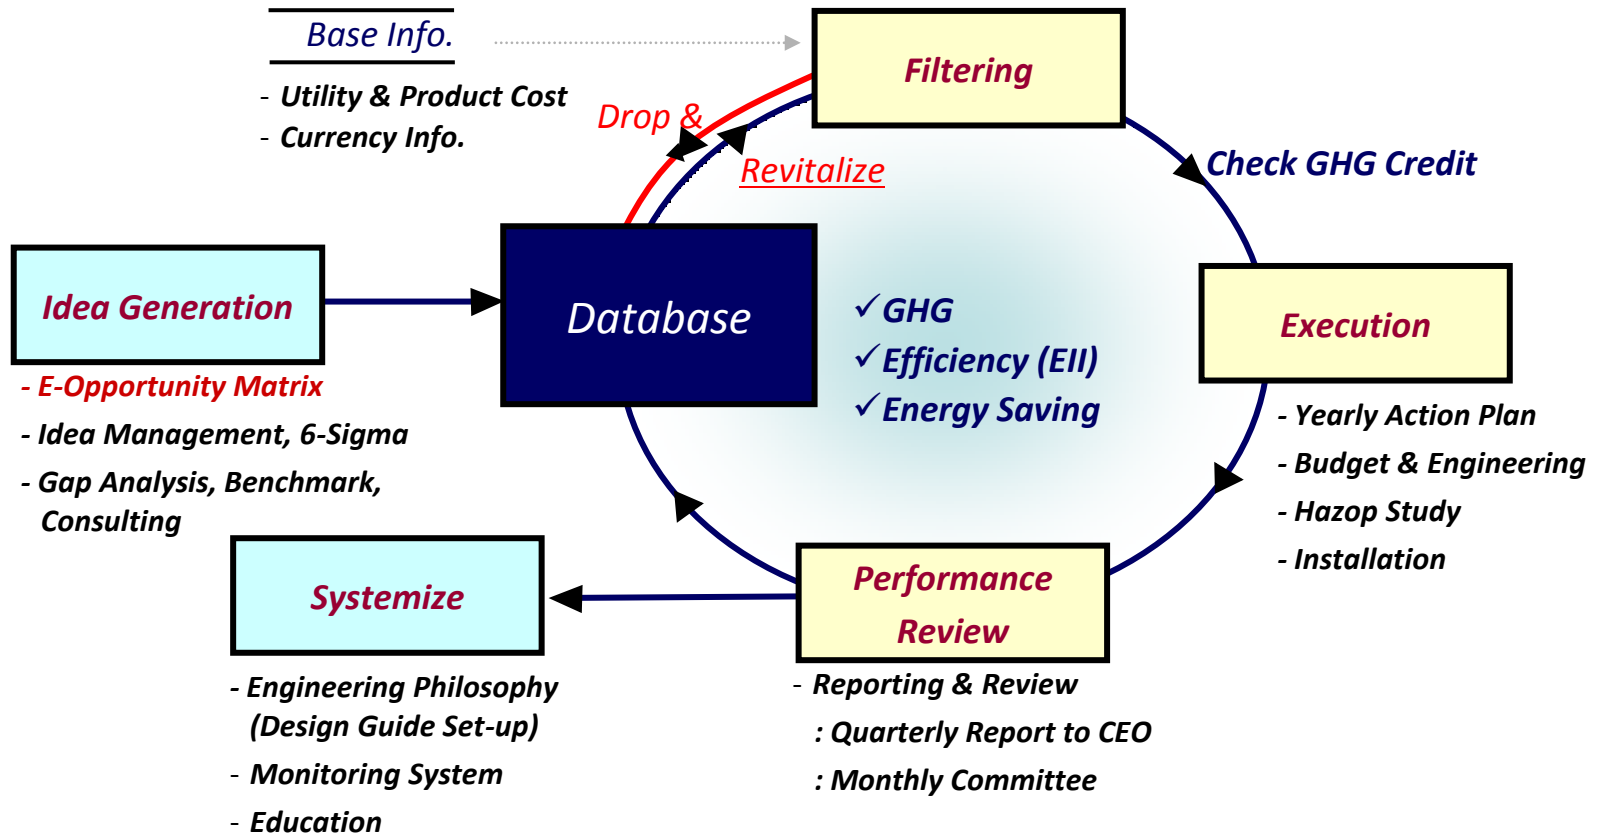 Base Info.
- Utility & Product Cost
- Currency Info.
Filtering
Drop &
Revitalize
Check GHG Credit
Idea Generation
- E-Opportunity Matrix
- Idea Management, 6-Sigma
- Gap Analysis, Benchmark,
Consulting
Database
✓GHG
✓Efficiency (EII)
✓Energy Saving
Execution
- Yearly Action Plan
- Budget & Engineering
- Hazop Study
- Installation
Systemize
- Engineering Philosophy
(Design Guide Set-up)
- Monitoring System
- Education
Performance
Review
- Reporting & Review
: Quarterly Report to CEO
: Monthly Committee